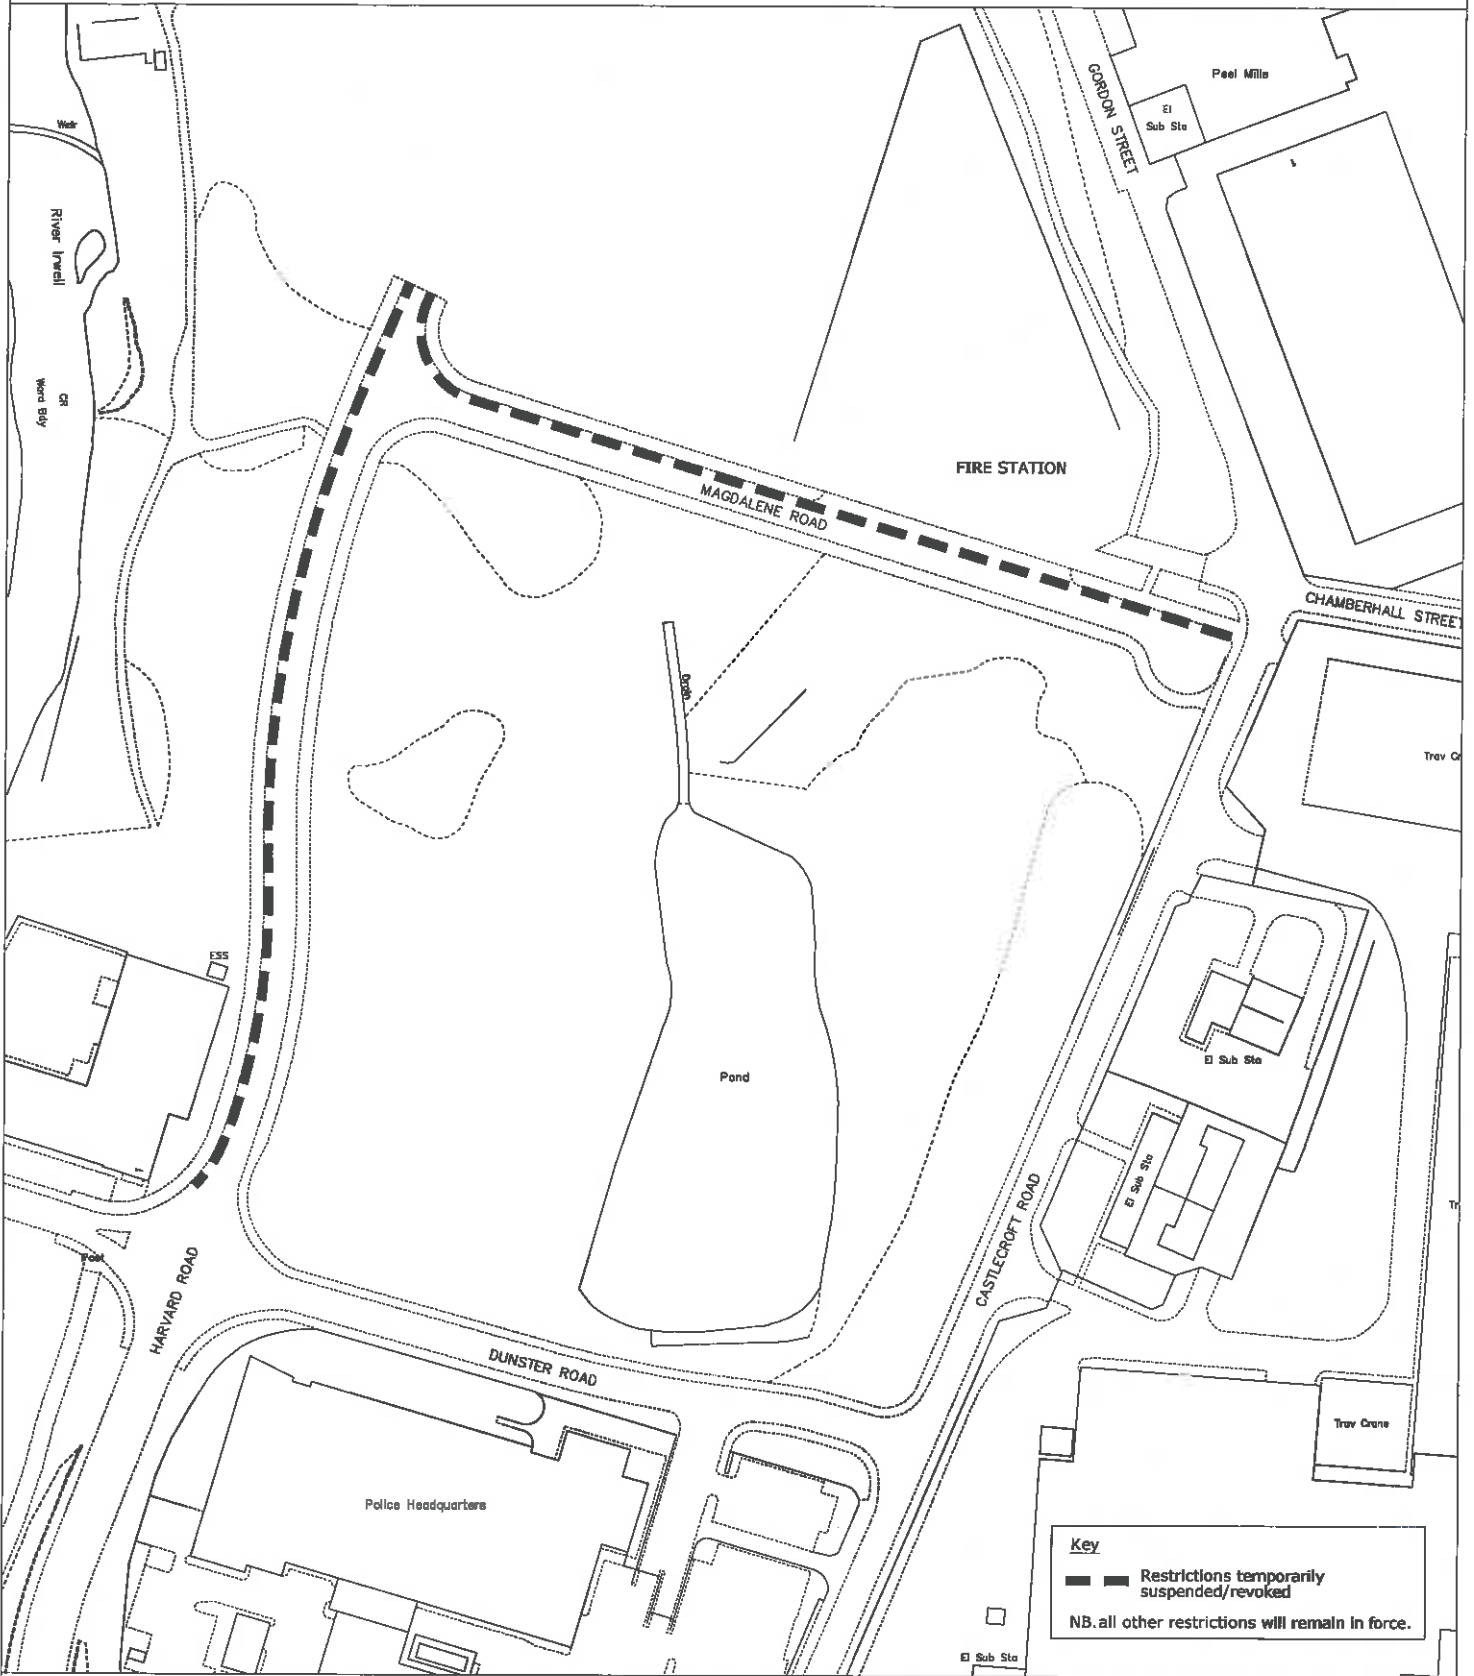 Peel Mills
El
Sub Sta
GORDON STREET
1
Weir
River Irwell
CR
Ward Bdy
FIRE STATION
MAGDALENE ROAD
CHAMBERHALL STREET
Drain
Trav Cr
ESS
El Sub Sta
Pond
El Sub Sta
CASTLECROFT ROAD
Tr
Post
HARVARD ROAD
DUNSTER ROAD
Trav Crane
Police Headquarters
Key
Restrictions temporarily
suspended/revoked
NB. all other restrictions will remain in force.
El Sub Sta